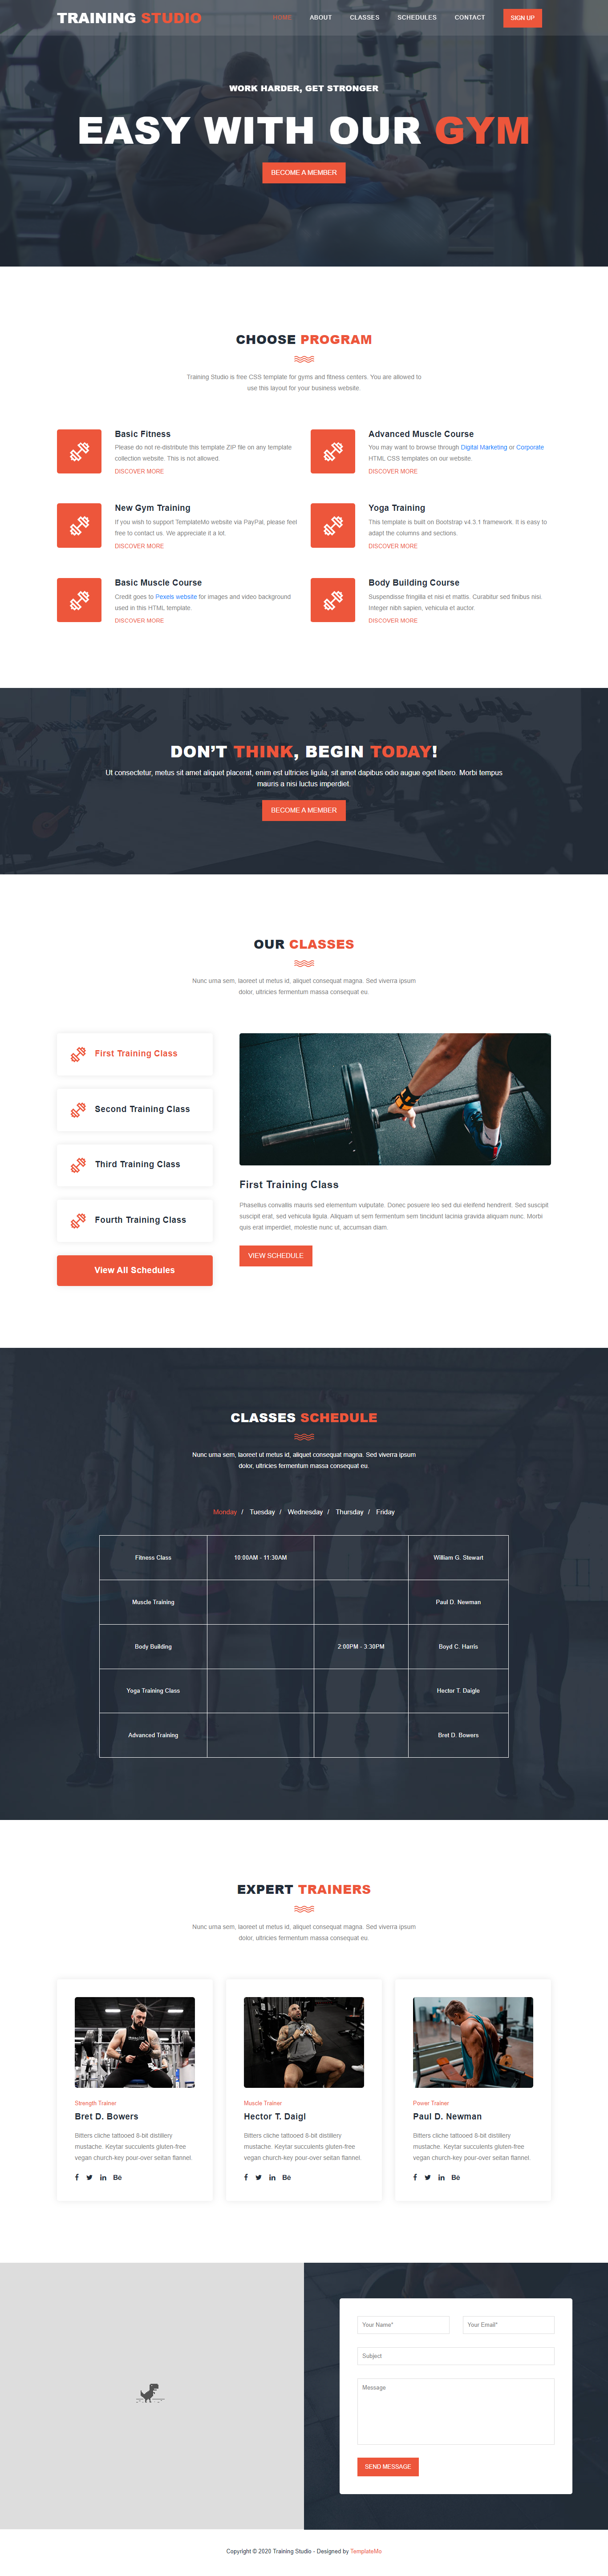 TRAINING STUDIO
HOME ABOUT CLASSES SCHEDULES CONTACT SIGN UP
WORK HARDER, GET STRONGER
EASY WITH OUR GYM
BECOME A MEMBER
CHOOSE PROGRAM
Training Studio is free CSS template for gyms and fitness centers. You are allowed to
use this layout for your business website.
Basic Fitness
Please do not re-distribute this template ZIP file on any template
collection website. This is not allowed.
DISCOVER MORE
Advanced Muscle Course
You may want to browse through Digital Marketing or Corporate
HTML CSS templates on our website.
DISCOVER MORE
New Gym Training
If you wish to support TemplateMo website via PayPal, please feel
free to contact us. We appreciate it a lot.
DISCOVER MORE
Yoga Training
This template is built on Bootstrap v4.3.1 framework. It is easy to
adapt the columns and sections.
DISCOVER MORE
Basic Muscle Course
Credit goes to Pexels website for images and video background
used in this HTML template.
DISCOVER MORE
Body Building Course
Suspendisse fringilla et nisi et mattis. Curabitur sed finibus nisi.
Integer nibh sapien, vehicula et auctor.
DISCOVER MORE
DON'T THINK, BEGIN TODAY!
Ut consectetur, metus sit amet aliquet placerat, enim est ultricies ligula, sit amet dapibus odio augue eget libero. Morbi tempus
mauris a nisi luctus imperdiet.
BECOME A MEMBER
OUR CLASSES
Nunc urna sem, laoreet ut metus id, aliquet consequat magna. Sed viverra ipsum
dolor, ultricies fermentum massa consequat eu.
First Training Class
Second Training Class
Third Training Class
Fourth Training Class
View All Schedules
First Training Class
Phasellus convallis mauris sed elementum vulputate. Donec posuere leo sed dui eleifend hendrerit. Sed suscipit
suscipit erat, sed vehicula ligula. Aliquam ut sem fermentum sem tincidunt lacinia gravida aliquam nunc. Morbi
quis erat imperdiet, molestie nunc ut, accumsan diam.
VIEW SCHEDULE
CLASSES SCHEDULE
Nunc urna sem, laoreet ut metus id, aliquet consequat magna. Sed viverra ipsum
dolor, ultricies fermentum massa consequat eu.
Monday / Tuesday / Wednesday / Thursday / Friday
Fitness Class 10:00AM - 11:30AM William G. Stewart
Muscle Training Paul D. Newman
Body Building 2:00PM - 3:30PM Boyd C. Harris
Yoga Training Class Hector T. Daigle
Advanced Training Bret D. Bowers
EXPERT TRAINERS
Nunc urna sem, laoreet ut metus id, aliquet consequat magna. Sed viverra ipsum
dolor, ultricies fermentum massa consequat eu.
Strength Trainer
Bret D. Bowers
Bitters cliche tattooed 8-bit distillery
mustache. Keytar succulents gluten-free
vegan church-key pour-over seitan flannel.
Bē
Muscle Trainer
Hector T. Daigl
Bitters cliche tattooed 8-bit distillery
mustache. Keytar succulents gluten-free
vegan church-key pour-over seitan flannel.
Bē
Power Trainer
Paul D. Newman
Bitters cliche tattooed 8-bit distillery
mustache. Keytar succulents gluten-free
vegan church-key pour-over seitan flannel.
Bē
Your Name* Your Email*
Subject
Message
SEND MESSAGE
Copyright © 2020 Training Studio - Designed by TemplateMo